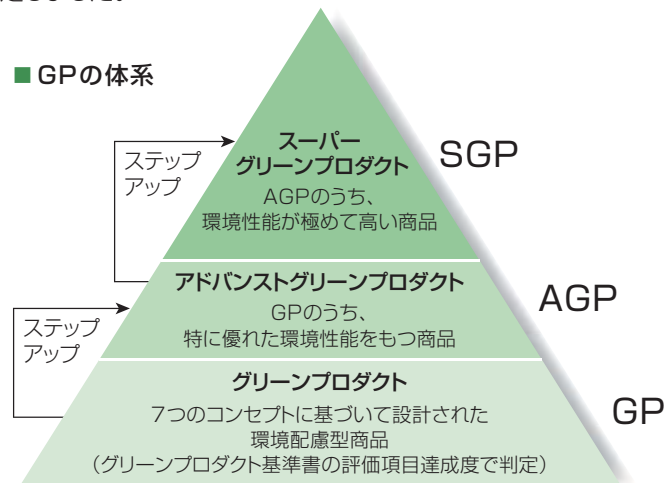 ■GPの体系
ステップ
アップ
スーパー
グリーンプロダクト
AGPのうち、
環境性能が極めて高い商品
SGP
アドバンストグリーンプロダクト
GPのうち、
特に優れた環境性能をもつ商品
AGP
ステップ
アップ
グリーンプロダクト
7つのコンセプトに基づいて設計された
環境配慮型商品
（グリーンプロダクト基準書の評価項目達成度で判定）
GP